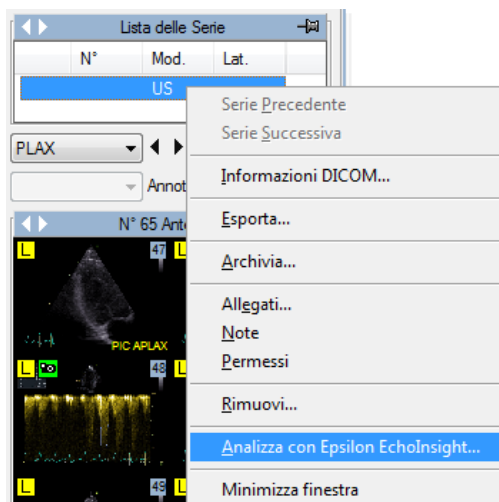 Lista delle Serie
N° Mod. Lat.
US
Serie Precedente
Serie Successiva
PLAX
Informazioni DICOM...
Annot
Esporta...
N° 65 Ant
Archivia...
L 47 L
Allegati...
Note
PIC APLAX
Permessi
L 48 L
Rimuovi...
Analizza con Epsilon EchoInsight...
L 49 L
Minimizza finestra